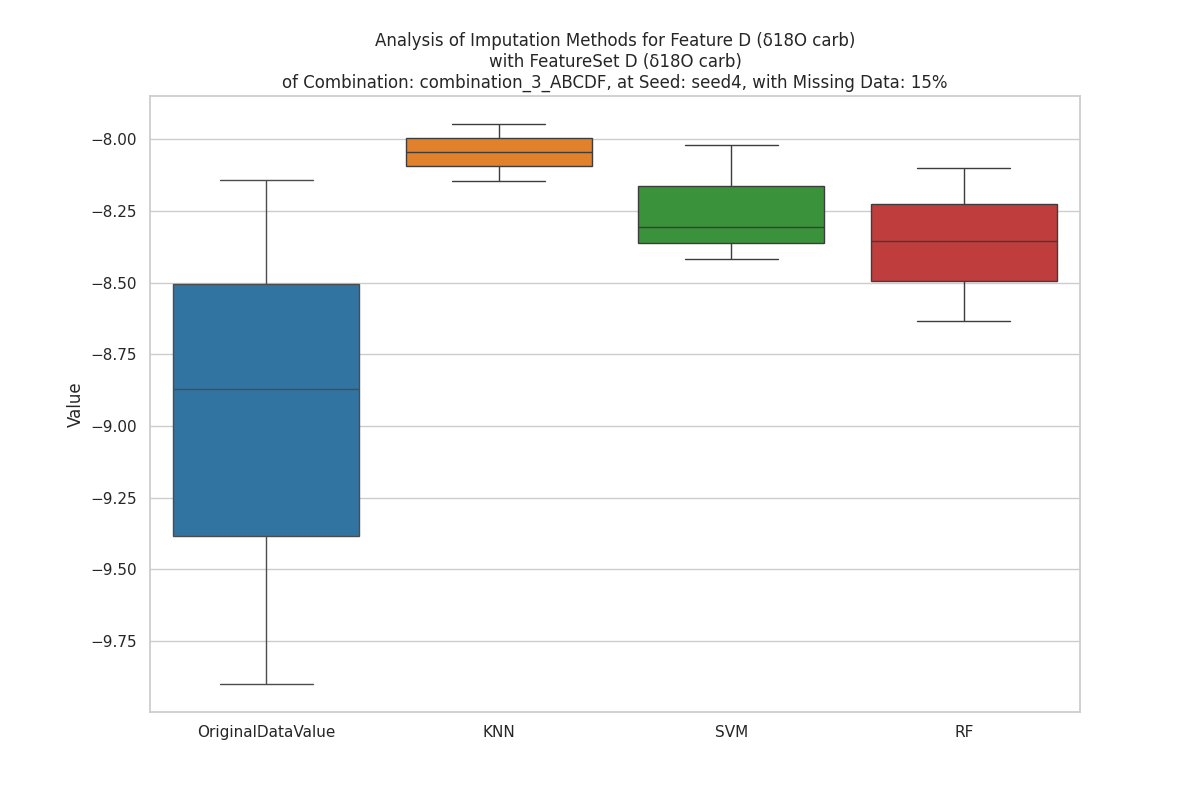 Analysis of Imputation Methods for Feature D (δ18O carb)
with FeatureSet D (δ18O carb)
of Combination: combination_3_ABCDF, at Seed: seed4, with Missing Data: 15%
Value
−8.00
−8.25
−8.50
−8.75
−9.00
−9.25
−9.50
−9.75
OriginalDataValue
KNN
SVM
RF